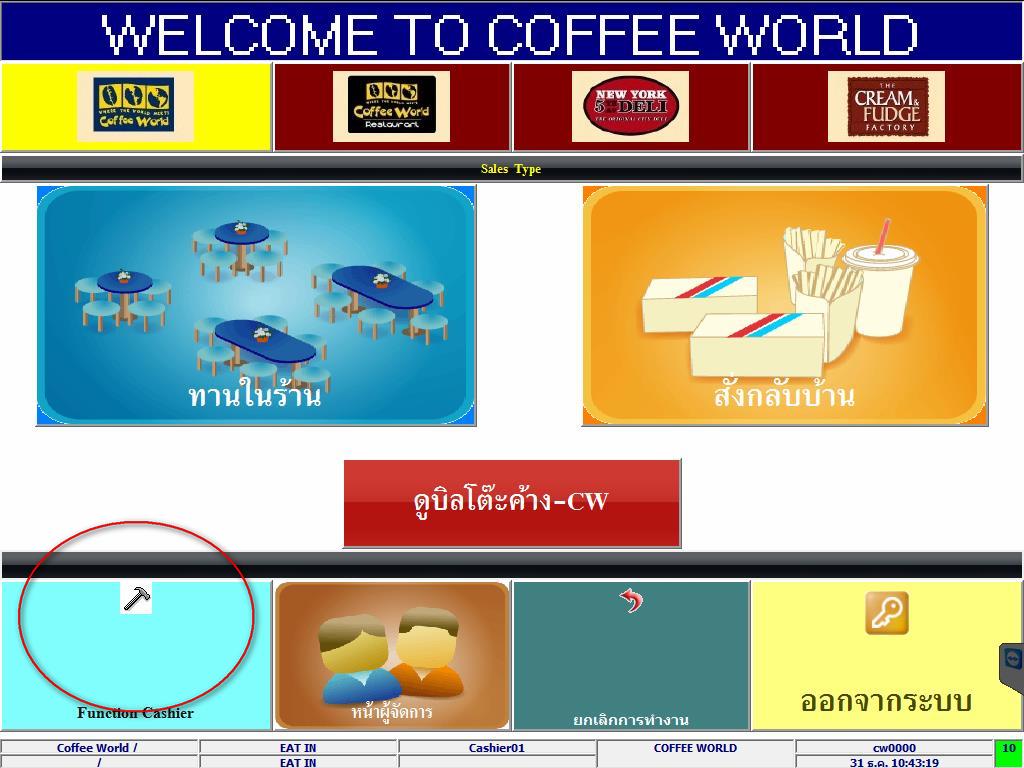 WELCOME TO COFFEE WORLD
WHERE THE WORLD MEETS
Coffee World
WHERE THE WORLD MEETS
Coffee World
Restaurant
NEW YORK
5TH AVE DELI
THE ORIGINAL CITY DELI
THE
CREAM &
FUDGE
FACTORY
Sales Type
ทานในร้าน
สั่งกลับบ้าน
ดูบิลโต๊ะค้าง-CW
Function Cashier
หน้าผู้จัดการ
ยกเลิกการทำงาน
ออกจากระบบ
Coffee World /
EAT IN
Cashier01
COFFEE WORLD
cw0000
10
/
EAT IN
31 ธ.ค. 10:43:19